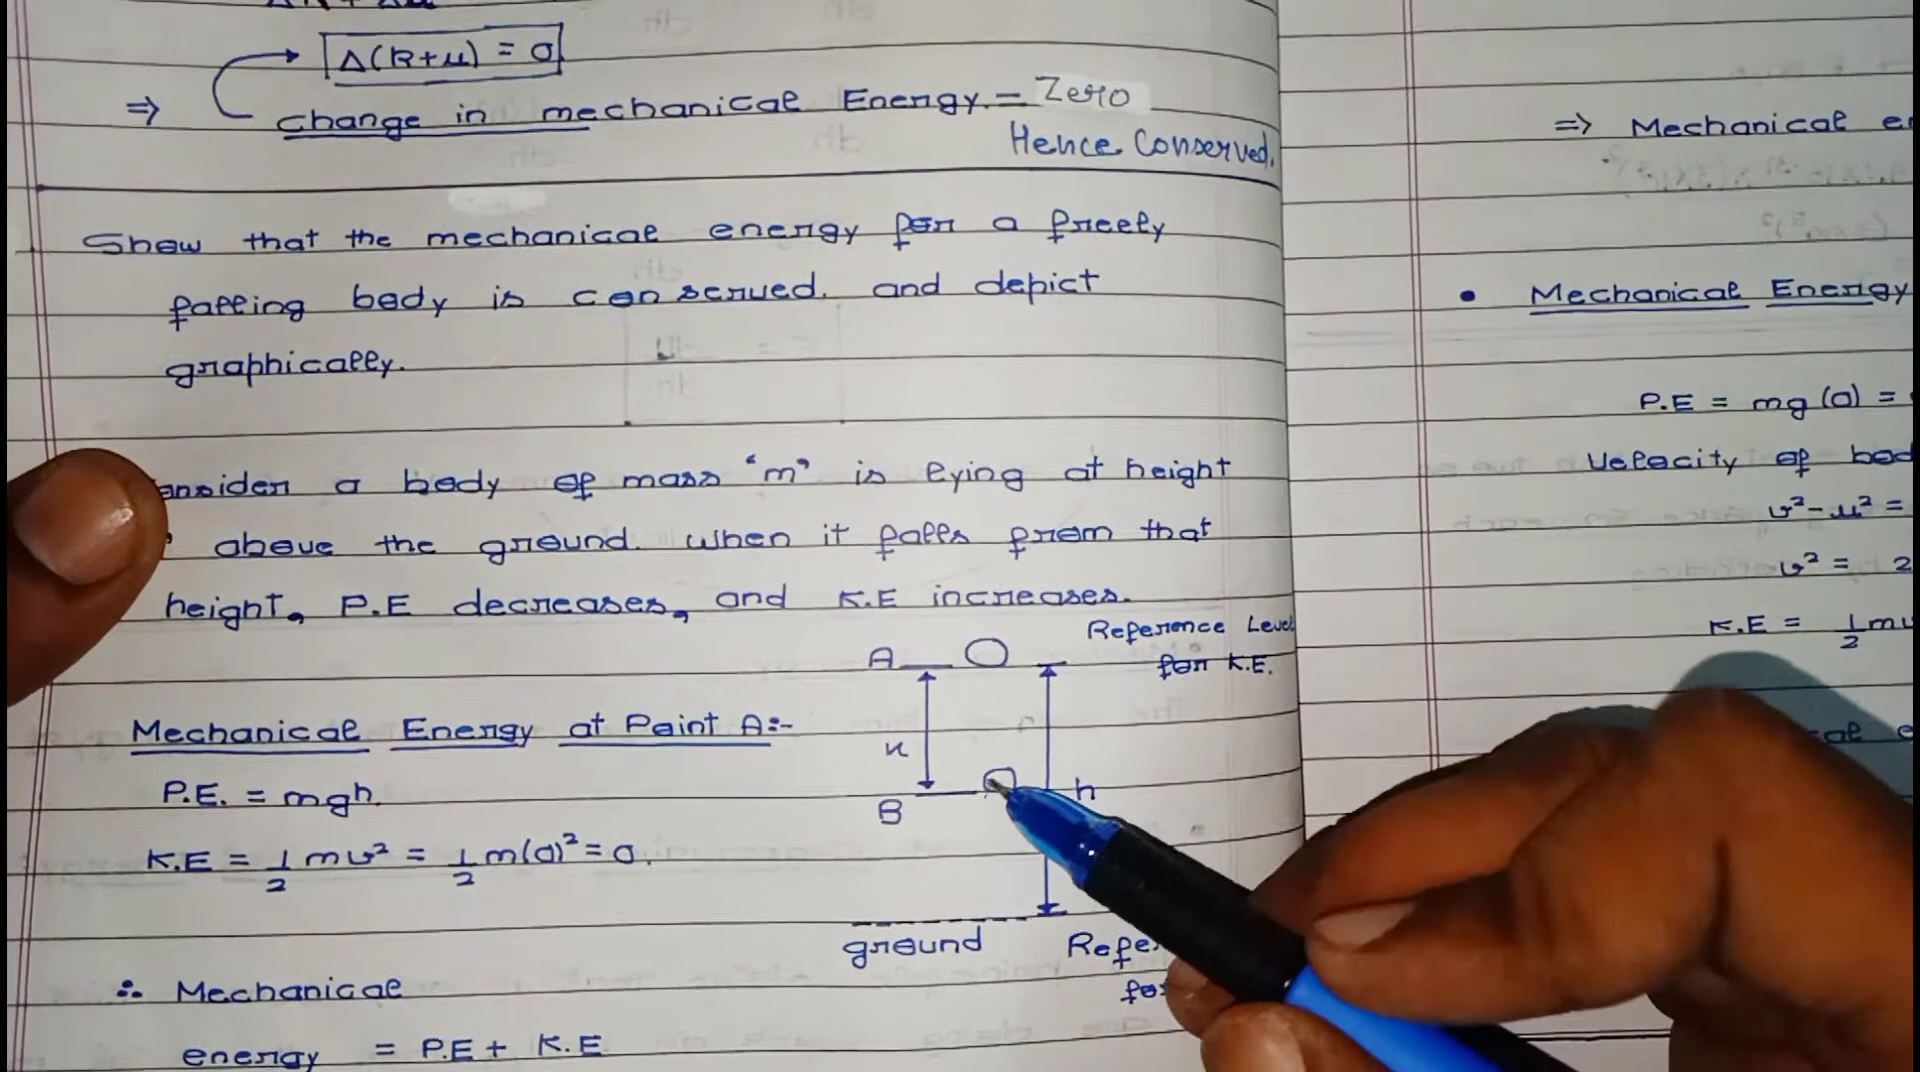 Δ(K+u) = 0
⇒ change in mechanical Energy = Zero
Hence Conserved.
Show that the mechanical energy for a freely
falling body is conserved. and depict
graphically.
a body of mass 'm' is lying at height
above the ground. when it falls from that
height, P.E decreases, and K.E increases.
A
Reference Level
for K.E.
Mechanical Energy at Point A:-
x
P.E. = mgh.
B
h
K.E = 1/2 mv² = 1/2 m(0)² = 0.
ground
∴ Mechanical
energy = P.E + K.E
⇒ Mechanical
• Mechanical Energy
P.E = mg (0) =
Velocity of
v² - u² =
v² = 2
K.E = 1/2